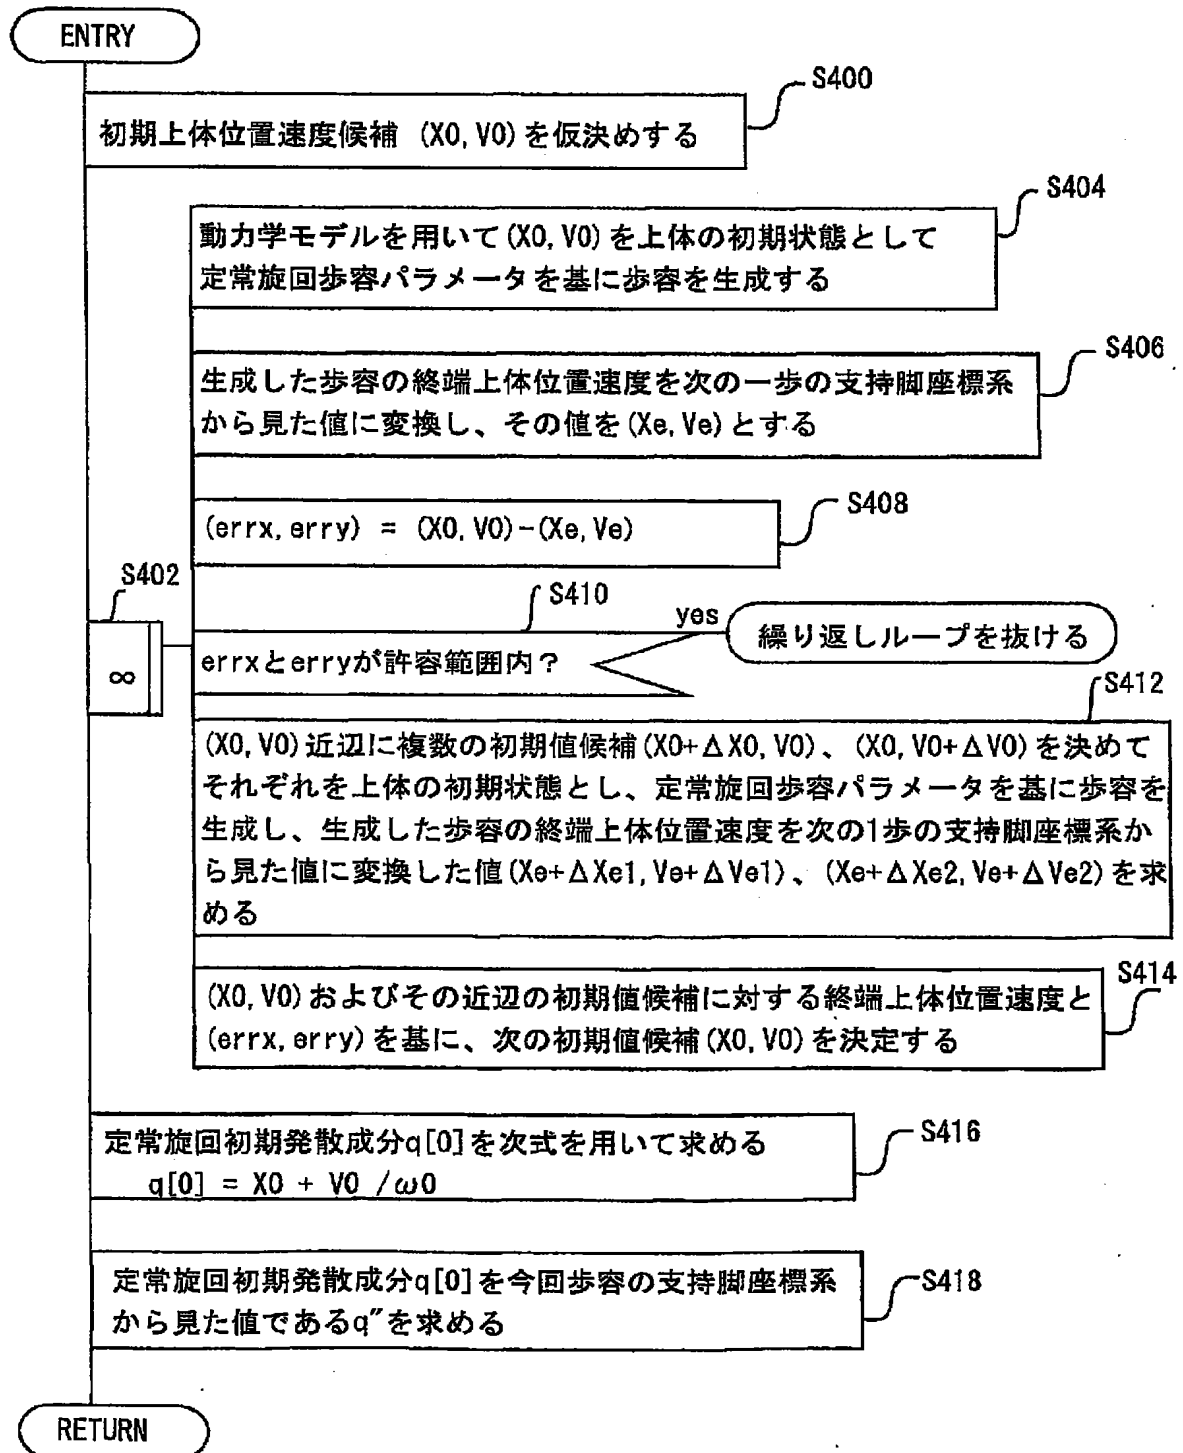 ENTRY
S400
初期上体位置速度候補 (X0, V0)を仮決めする
S404
動力学モデルを用いて(X0, V0)を上体の初期状態として
定常旋回歩容パラメータを基に歩容を生成する
S406
生成した歩容の終端上体位置速度を次の一歩の支持脚座標系
から見た値に変換し、その値を(Xe, Ve)とする
S408
(errx, erry) = (X0, V0)-(Xe, Ve)
S402
∞
S410
errxとerryが許容範囲内？
yes
繰り返しループを抜ける
S412
(X0, V0)近辺に複数の初期値候補(X0+ΔX0, V0)、(X0, V0+ΔV0)を決めて
それぞれを上体の初期状態とし、定常旋回歩容パラメータを基に歩容を
生成し、生成した歩容の終端上体位置速度を次の1歩の支持脚座標系か
ら見た値に変換した値(Xe+ΔXe1, Ve+ΔVe1)、(Xe+ΔXe2, Ve+ΔVe2)を求
める
S414
(X0, V0)およびその近辺の初期値候補に対する終端上体位置速度と
(errx, erry)を基に、次の初期値候補(X0, V0)を決定する
S416
定常旋回初期発散成分q[0]を次式を用いて求める
q[0] = X0 + V0 /ω0
S418
定常旋回初期発散成分q[0]を今回歩容の支持脚座標系
から見た値であるq″を求める
RETURN